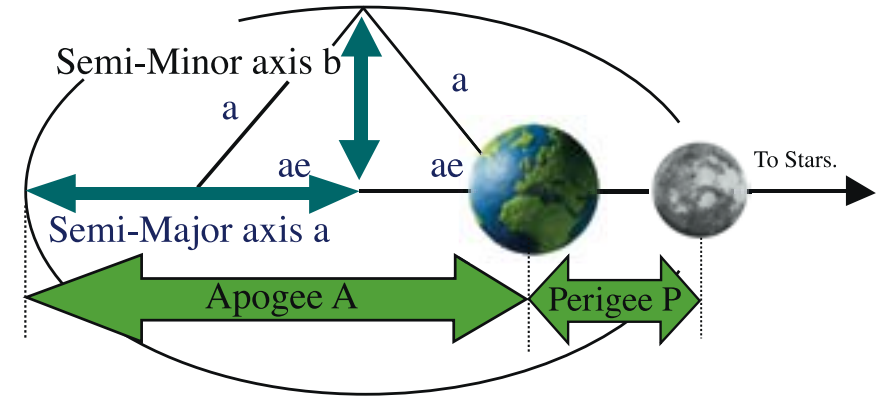 Semi-Minor axis b
a
a
ae
ae
To Stars.
Semi-Major axis a
Apogee A
Perigee P